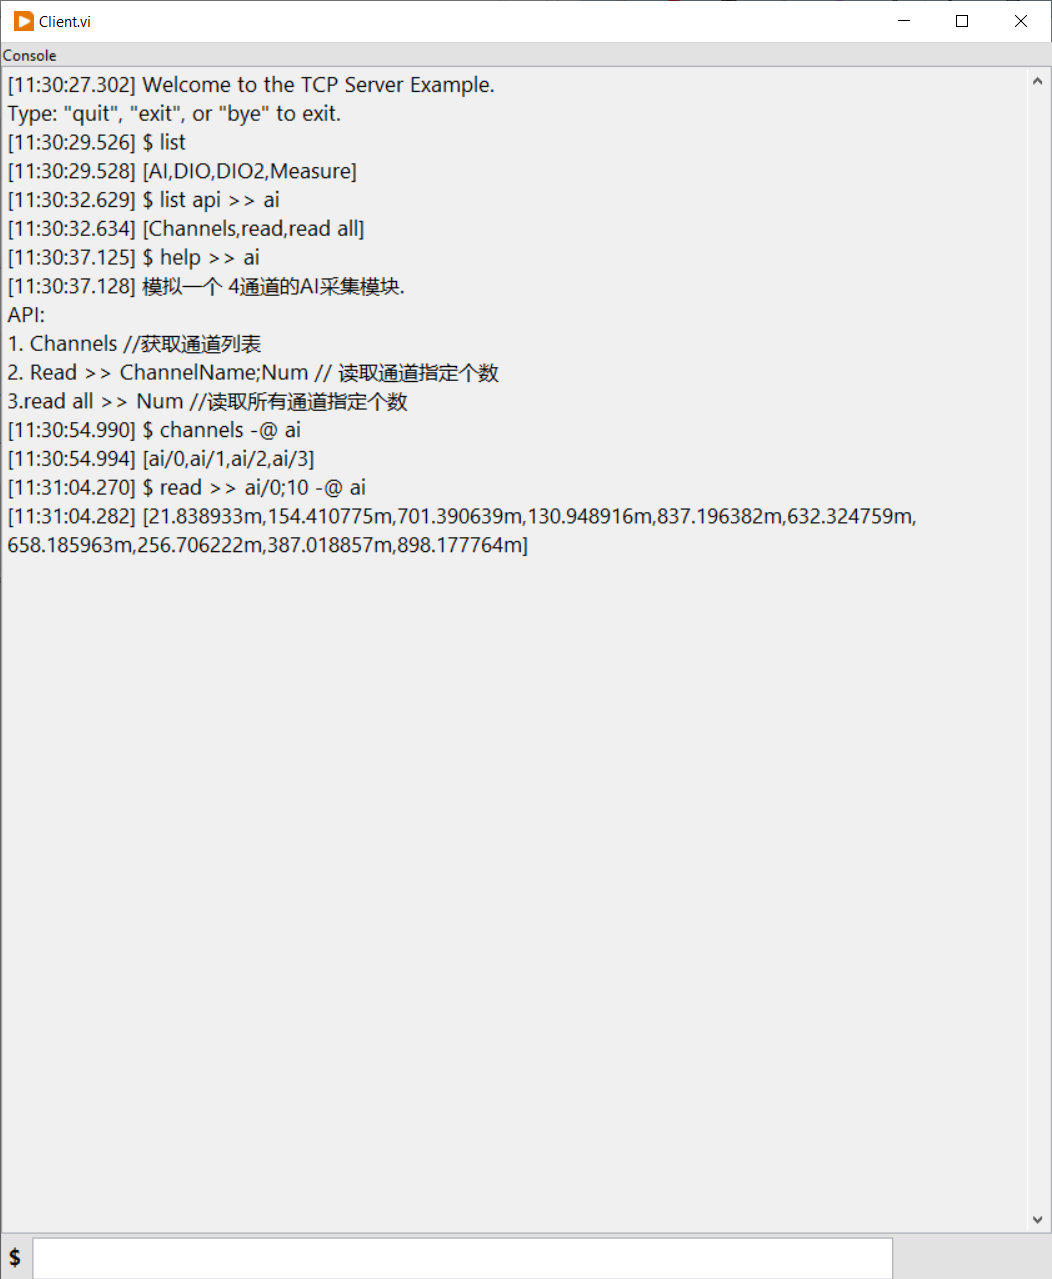 Client.vi
Console
[11:30:27.302] Welcome to the TCP Server Example.
Type: "quit", "exit", or "bye" to exit.
[11:30:29.526] $ list
[11:30:29.528] [AI,DIO,DIO2,Measure]
[11:30:32.629] $ list api >> ai
[11:30:32.634] [Channels,read,read all]
[11:30:37.125] $ help >> ai
[11:30:37.128] 模拟一个 4通道的AI采集模块.
API:
1. Channels //获取通道列表
2. Read >> ChannelName;Num // 读取通道指定个数
3.read all >> Num //读取所有通道指定个数
[11:30:54.990] $ channels -@ ai
[11:30:54.994] [ai/0,ai/1,ai/2,ai/3]
[11:31:04.270] $ read >> ai/0;10 -@ ai
[11:31:04.282] [21.838933m,154.410775m,701.390639m,130.948916m,837.196382m,632.324759m,
658.185963m,256.706222m,387.018857m,898.177764m]
$